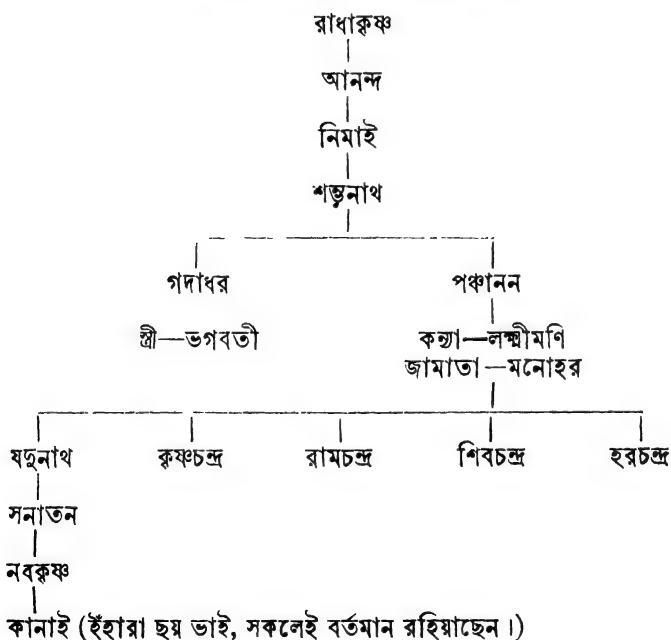 রাধাকৃষ্ণ
আনন্দ
নিমাই
শম্ভুনাথ
গদাধর পঞ্চানন
স্ত্রী—ভগবতী কন্যা—লক্ষ্মীমণি
জামাতা—মনোহর
যদুনাথ কৃষ্ণচন্দ্র রামচন্দ্র শিবচন্দ্র হরচন্দ্র
সনাতন
নবকৃষ্ণ
কানাই (ইঁহারা ছয় ভাই, সকলেই বর্তমান রহিয়াছেন।)